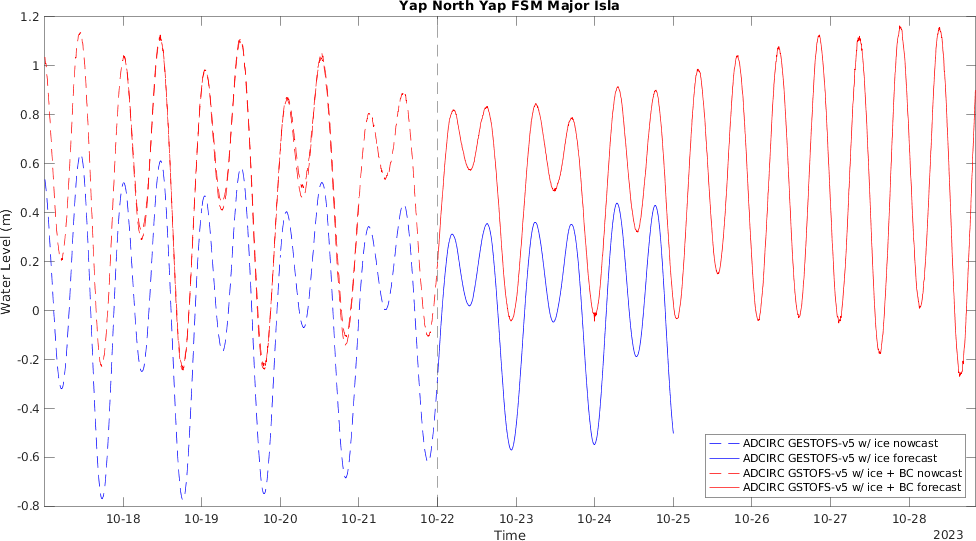 Yap North Yap FSM Major Isla
1.2
1
0.8
0.6
0.4
0.2
0
-0.2
-0.4
-0.6
-0.8
Water Level (m)
ADCIRC GESTOFS-v5 w/ ice nowcast
ADCIRC GESTOFS-v5 w/ ice forecast
ADCIRC GSTOFS-v5 w/ ice + BC nowcast
ADCIRC GSTOFS-v5 w/ ice + BC forecast
10-18 10-19 10-20 10-21 10-22 10-23 10-24 10-25 10-26 10-27 10-28
Time 2023